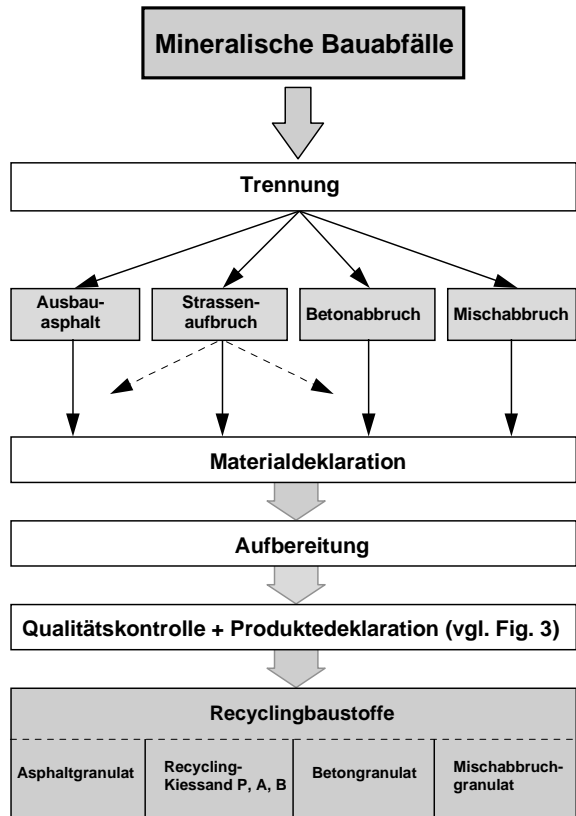 Mineralische Bauabfälle
Trennung
Ausbau-
asphalt
Strassen-
aufbruch
Betonabbruch
Mischabbruch
Materialdeklaration
Aufbereitung
Qualitätskontrolle + Produktedeklaration (vgl. Fig. 3)
Recyclingbaustoffe
Asphaltgranulat
Recycling-
Kiessand P, A, B
Betongranulat
Mischabbruch-
granulat